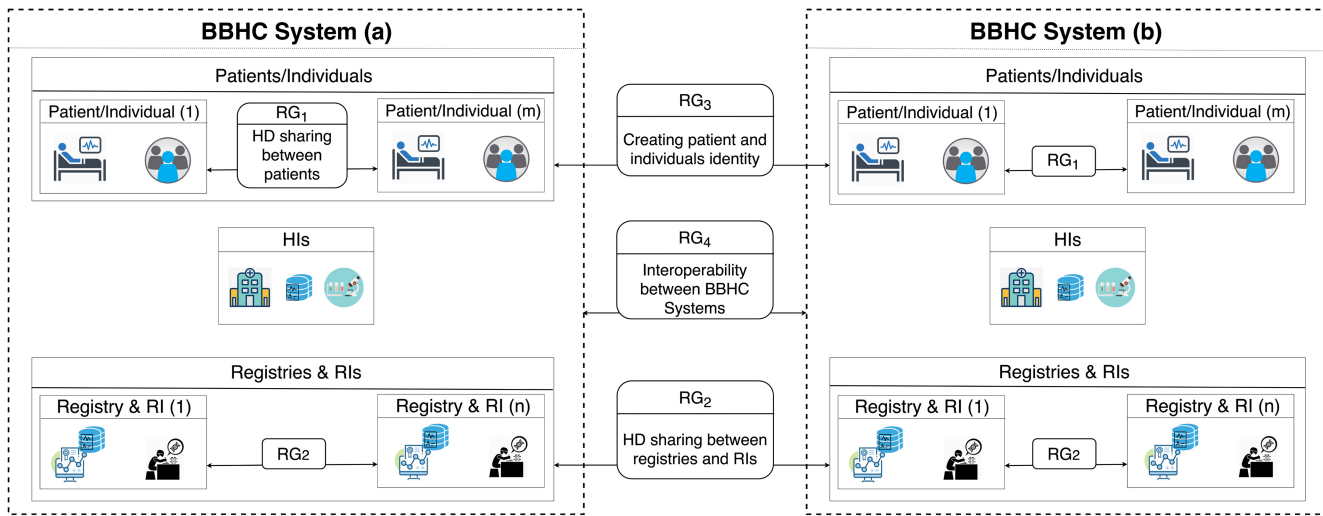 BBHC System (a)
Patients/Individuals
Patient/Individual (1)
RG1
HD sharing
between
patients
Patient/Individual (m)
HIs
Registries & RIs
Registry & RI (1)
RG2
Registry & RI (n)
RG3
Creating patient and
individuals identity
RG4
Interoperability
between BBHC
Systems
RG2
HD sharing between
registries and RIs
BBHC System (b)
Patients/Individuals
Patient/Individual (1)
RG1
Patient/Individual (m)
HIs
Registries & RIs
Registry & RI (1)
RG2
Registry & RI (n)